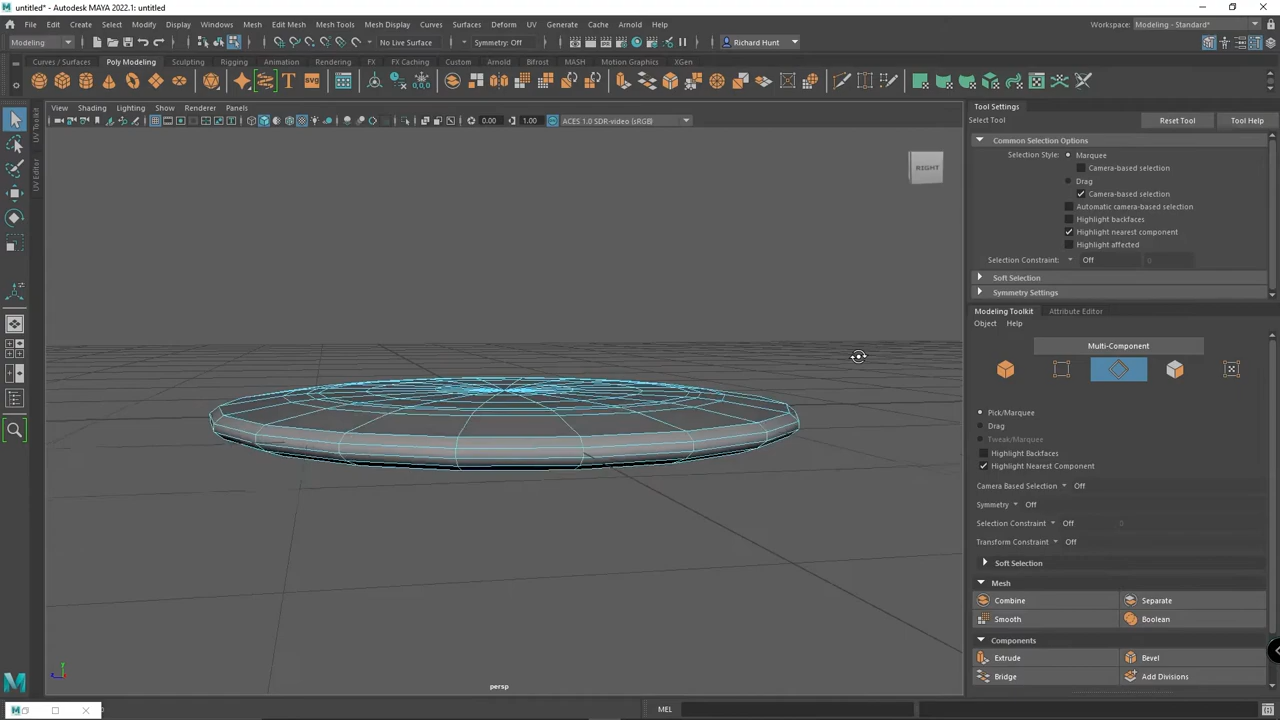 untitled* - Autodesk MAYA 2022.1: untitled
File Edit Create Select Modify Display Windows Mesh Edit Mesh Mesh Tools Mesh Display Curves Surfaces Deform UV Generate Cache Arnold Help
Workspace: Modeling - Standard*
Modeling No Live Surface Symmetry: Off Richard Hunt
Curves / Surfaces Poly Modeling Sculpting Rigging Animation Rendering FX FX Caching Custom Arnold Bifrost MASH Motion Graphics XGen
SVG
View Shading Lighting Show Renderer Panels
0.00 1.00 ACES 1.0 SDR-video (sRGB)
UV Toolkit
UV Editor
RIGHT
persp
Tool Settings
Select Tool Reset Tool Tool Help
Common Selection Options
Selection Style: Marquee
Camera-based selection
Drag
Camera-based selection
Automatic camera-based selection
Highlight backfaces
Highlight nearest component
Highlight affected
Selection Constraint: Off 0
Soft Selection
Symmetry Settings
Modeling Toolkit Attribute Editor
Object Help
Multi-Component
Pick/Marquee
Drag
Tweak/Marquee
Highlight Backfaces
Highlight Nearest Component
Camera Based Selection Off
Symmetry Off
Selection Constraint Off 0
Transform Constraint Off
Soft Selection
Mesh
Combine Separate
Smooth Boolean
Components
Extrude Bevel
Bridge Add Divisions
MEL